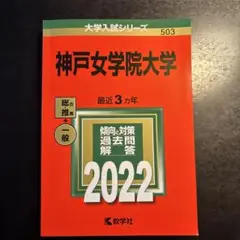 大学入試シリーズ
503
神戸女学院大学
最近3カ年
総合・推薦
+
一般
傾向と対策
過去問
解答
2022
教学社